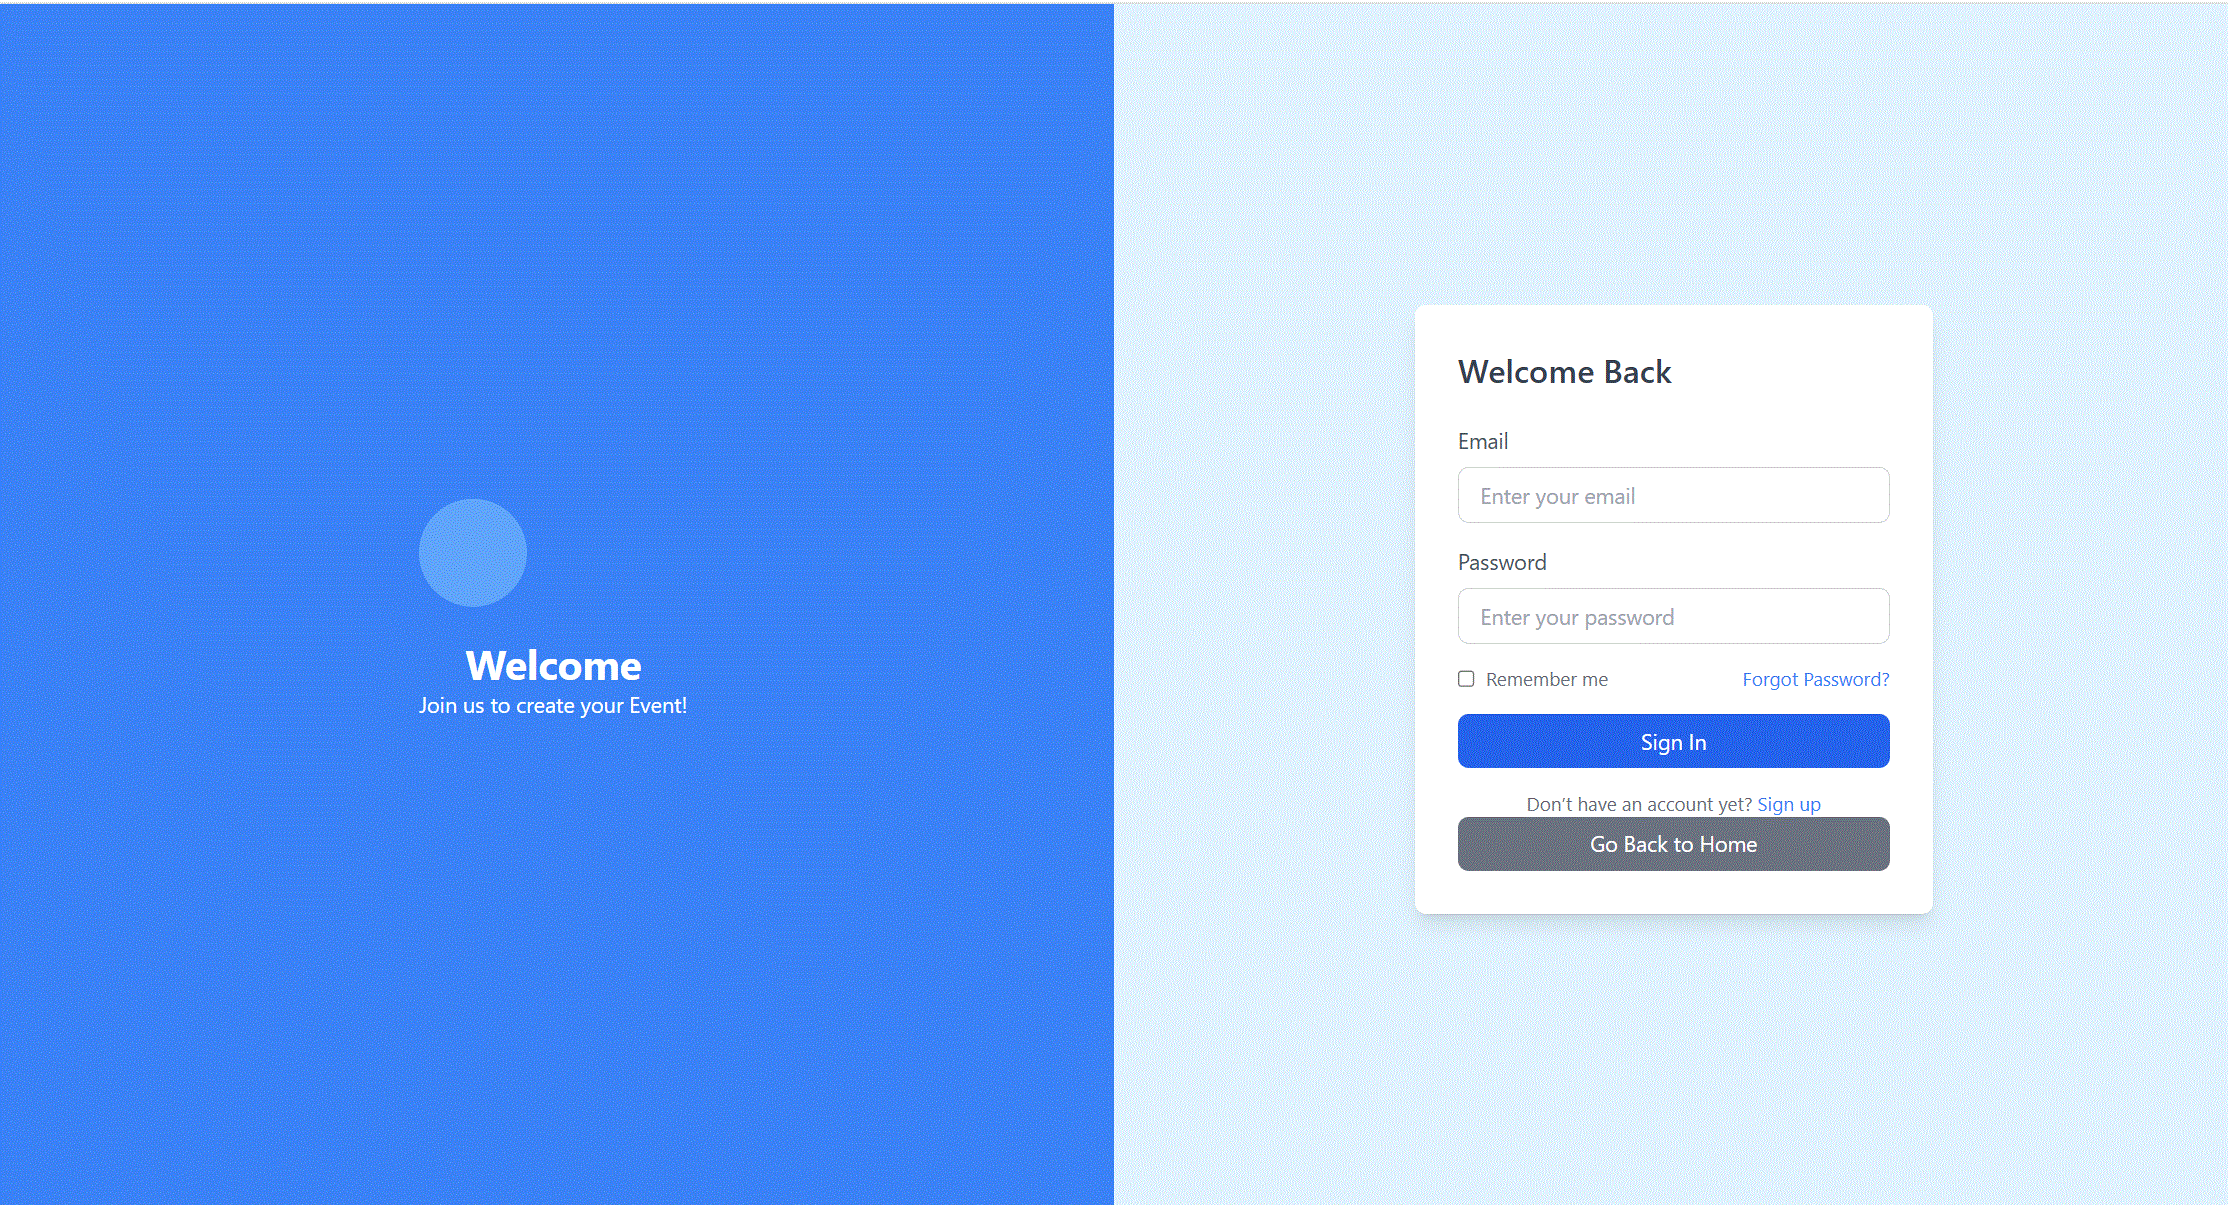 Welcome
Join us to create your Event!
Welcome Back
Email
Enter your email
Password
Enter your password
Remember me
Forgot Password?
Sign In
Don't have an account yet? Sign up
Go Back to Home